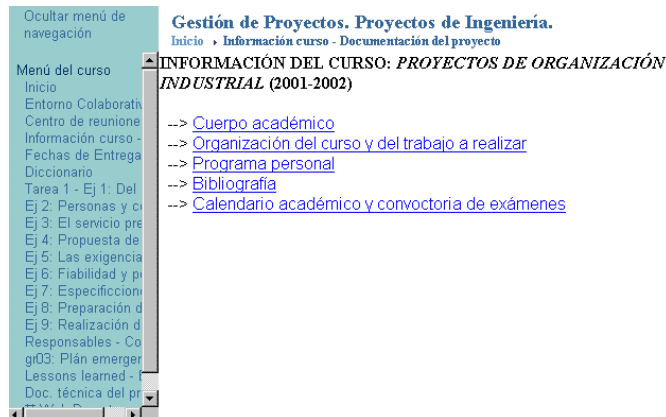 Ocultar menú de
navegación
Menú del curso
Inicio
Entorno Colaborativ
Centro de reunione
Información curso -
Fechas de Entrega
Diccionario
Tarea 1 - Ej 1: Del
Ej 2: Personas y c
Ej 3: El servicio pre
Ej 4: Propuesta de
Ej 5: Las exigencia
Ej 6: Fiabilidad y p
Ej 7: Especificcion
Ej 8: Preparación d
Ej 9: Realización d
Responsables - Co
gr03: Plán emerger
Lessons learned -
Doc. técnica del pr
Gestión de Proyectos. Proyectos de Ingeniería.
Inicio › Información curso - Documentación del proyecto
INFORMACIÓN DEL CURSO: PROYECTOS DE ORGANIZACIÓN
INDUSTRIAL (2001-2002)
--> Cuerpo académico
--> Organización del curso y del trabajo a realizar
--> Programa personal
--> Bibliografía
--> Calendario académico y convoctoria de exámenes